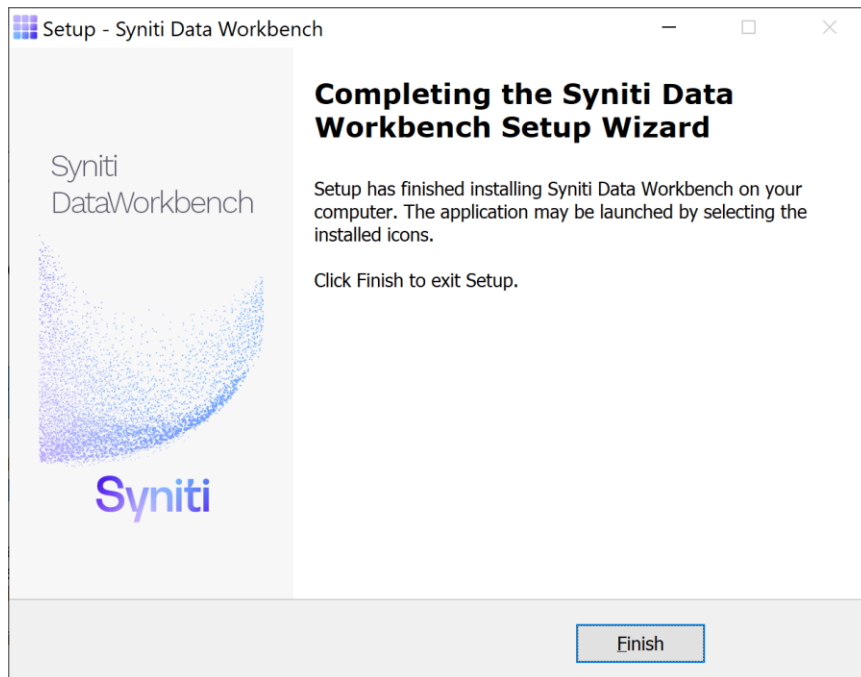 Setup - Syniti Data Workbench
Syniti
DataWorkbench
Syniti
Completing the Syniti Data
Workbench Setup Wizard
Setup has finished installing Syniti Data Workbench on your
computer. The application may be launched by selecting the
installed icons.
Click Finish to exit Setup.
Finish